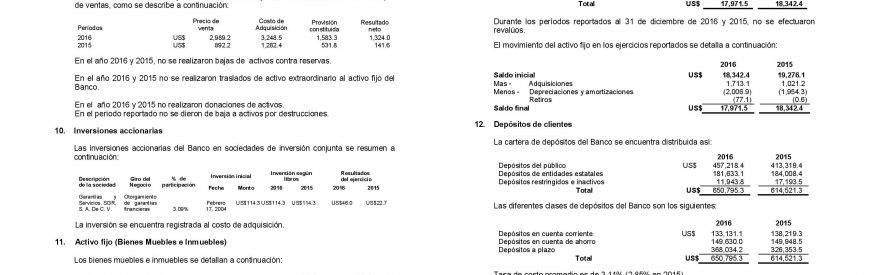 de ventas, como se describe a continuación:
Períodos Precio de venta Costo de Adquisición Provisión constituida Resultado neto
2016 US$ 2,989.2 3,248.5 1,583.3 1,324.0
2015 US$ 892.2 1,282.4 531.8 141.6
En el año 2016 y 2015, no se realizaron bajas de activos contra reservas.
En el año 2016 y 2015 no se realizaron traslados de activo extraordinario al activo fijo del
Banco.
En el año 2016 y 2015 no realizaron donaciones de activos.
En el periodo reportado no se dieron de baja a activos por destrucciones.
10. Inversiones accionarias
Las inversiones accionarias del Banco en sociedades de inversión conjunta se resumen a
continuación:
Descripción de la sociedad Giro del Negocio % de participación Inversión inicial Inversión según libros Resultados del ejercicio
Fecha Monto 2016 2015 2016 2015
Garantías y Otorgamiento
Servicios, SGR, de garantías Febrero US$114.3 US$114.3 US$114.3 US$46.0 US$22.7
S. A. De C. V. financieras 3.09% 17, 2004
La inversión se encuentra registrada al costo de adquisición.
11. Activo fijo (Bienes Muebles e Inmuebles)
Los bienes muebles e inmuebles se detallan a continuación:
Total US$ 17,971.5 18,342.4
Durante los períodos reportados al 31 de diciembre de 2016 y 2015, no se efectuaron
revalúos.
El movimiento del activo fijo en los ejercicios reportados se detalla a continuación:
2016 2015
Saldo inicial US$ 18,342.4 19,276.1
Mas - Adquisiciones 1,713.1 1,021.2
Menos - Depreciaciones y amortizaciones (2,006.9) (1,954.3)
Retiros (77.1) (0.6)
Saldo final US$ 17,971.5 18,342.4
12. Depósitos de clientes
La cartera de depósitos del Banco se encuentra distribuida así:
2016 2015
Depósitos del público US$ 457,218.4 413,319.4
Depósitos de entidades estatales 181,633.1 184,008.4
Depósitos restringidos e inactivos 11,943.8 17,193.5
Total US$ 650,795.3 614,521.3
Las diferentes clases de depósitos del Banco son los siguientes:
2016 2015
Depósitos en cuenta corriente US$ 133,131.1 138,219.3
Depósitos en cuenta de ahorro 149,630.0 149,948.5
Depósitos a plazo 368,034.2 326,353.5
Total US$ 650,795.3 614,521.3
Tasa de costo promedio es de 3.11% (2.85% en 2015)